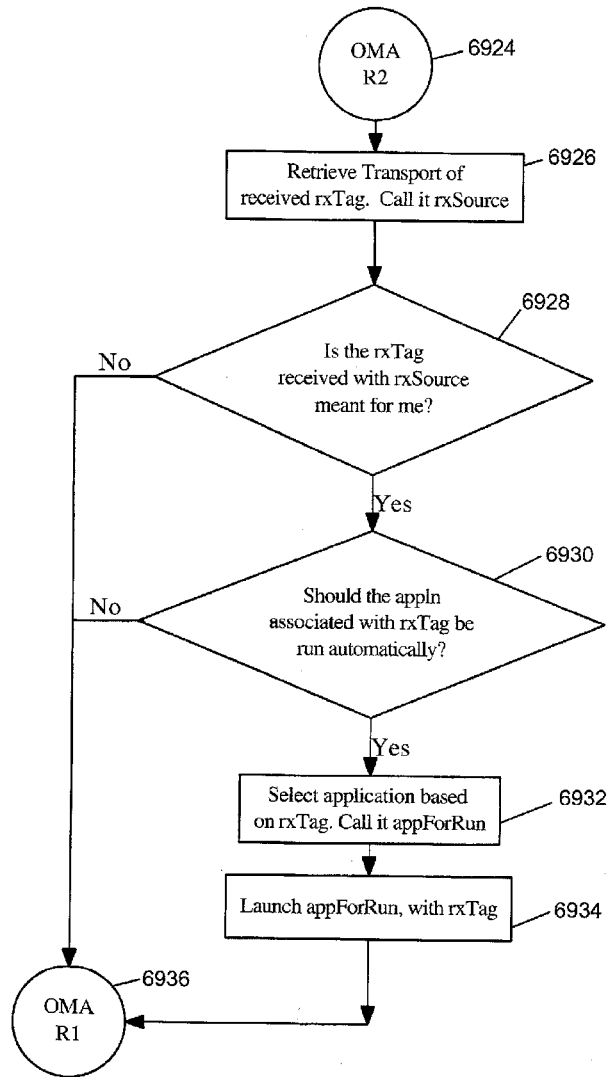 OMA
R2
6924
6926
Retrieve Transport of
received rxTag. Call it rxSource
6928
No
Is the rxTag
received with rxSource
meant for me?
Yes
6930
No
Should the appln
associated with rxTag be
run automatically?
Yes
Select application based
on rxTag. Call it appForRun
6932
Launch appForRun, with rxTag
6934
6936
OMA
R1